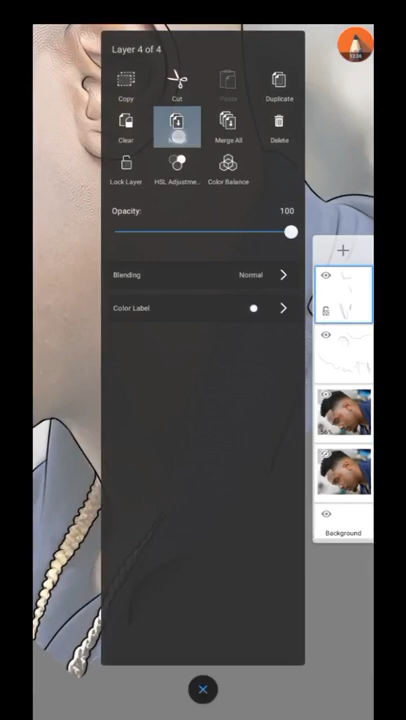 Layer 4 of 4
Copy
Cut
Paste
Duplicate
Clear
Merge All
Delete
Lock Layer
HSL Adjustme...
Color Balance
Opacity: 100
Blending Normal
Color Label
Background